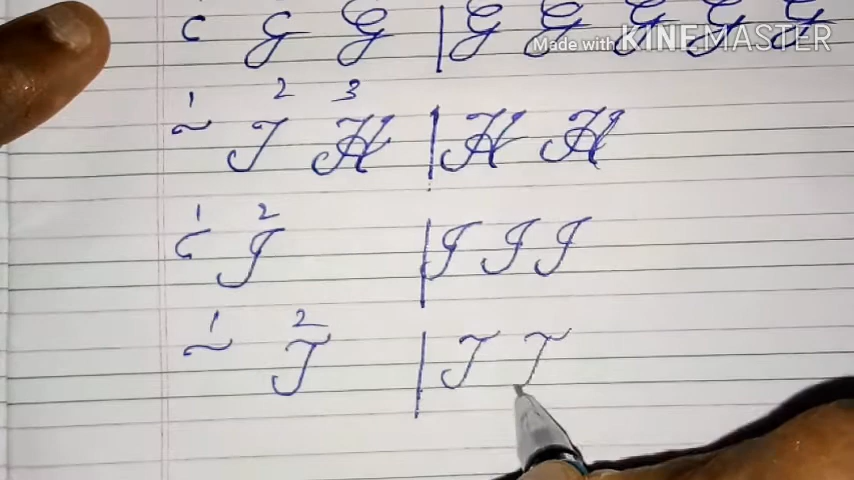 G G | G G G G G
Made with KINEMASTER
1 2 3
H | H H
1 2
I | I I I
1 2
J | J J